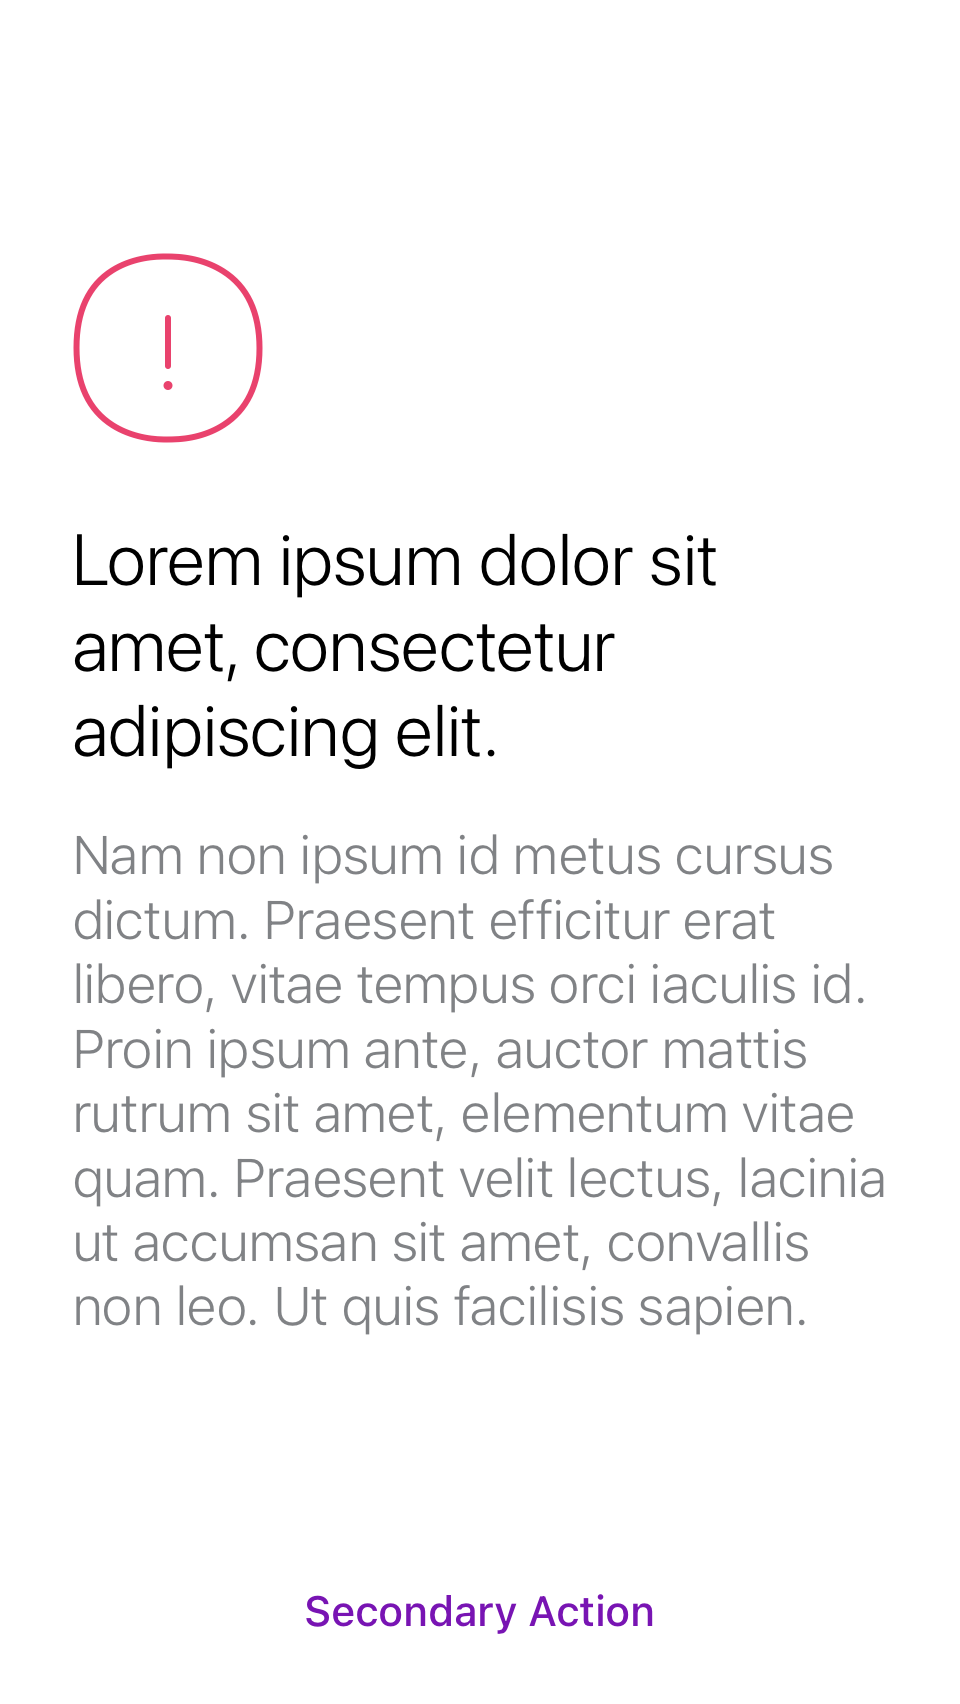 Lorem ipsum dolor sit
amet, consectetur
adipiscing elit.
Nam non ipsum id metus cursus
dictum. Praesent efficitur erat
libero, vitae tempus orci iaculis id.
Proin ipsum ante, auctor mattis
rutrum sit amet, elementum vitae
quam. Praesent velit lectus, lacinia
ut accumsan sit amet, convallis
non leo. Ut quis facilisis sapien.
Secondary Action